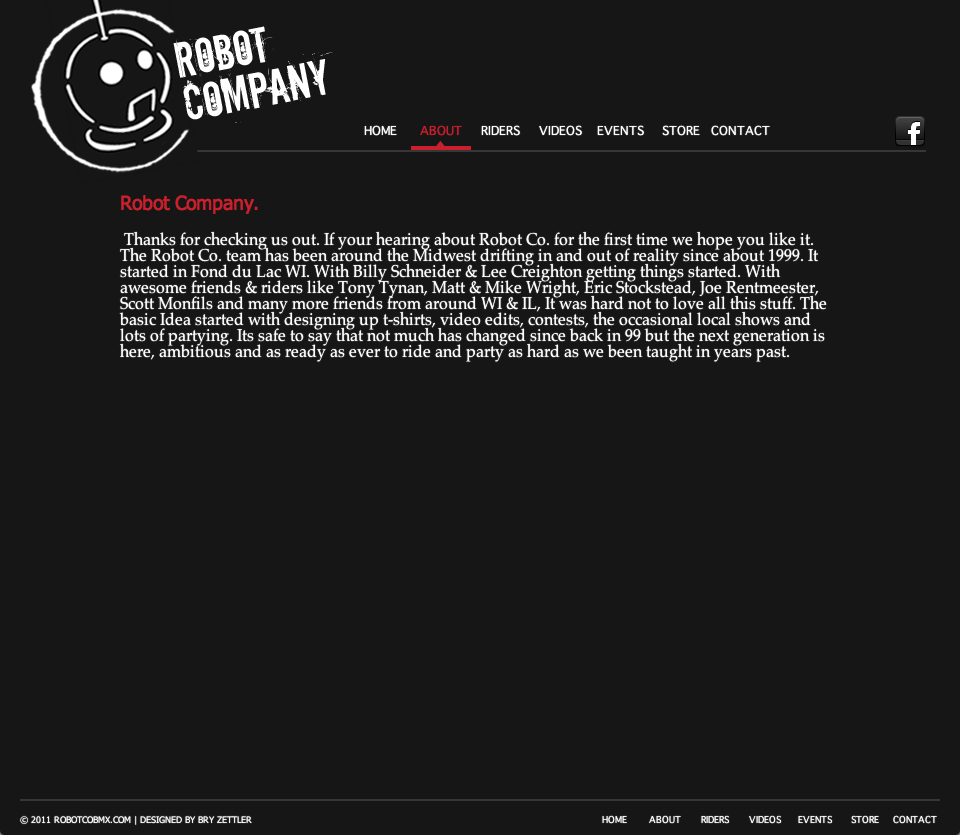 ROBOT
COMPANY
HOME ABOUT RIDERS VIDEOS EVENTS STORE CONTACT
f
Robot Company.
Thanks for checking us out. If your hearing about Robot Co. for the first time we hope you like it.
The Robot Co. team has been around the Midwest drifting in and out of reality since about 1999. It
started in Fond du Lac WI. With Billy Schneider & Lee Creighton getting things started. With
awesome friends & riders like Tony Tynan, Matt & Mike Wright, Eric Stockstead, Joe Rentmeester,
Scott Monfils and many more friends from around WI & IL, It was hard not to love all this stuff. The
basic Idea started with designing up t-shirts, video edits, contests, the occasional local shows and
lots of partying. Its safe to say that not much has changed since back in 99 but the next generation is
here, ambitious and as ready as ever to ride and party as hard as we been taught in years past.
© 2011 ROBOTCOBMX.COM | DESIGNED BY BRY ZETTLER
HOME ABOUT RIDERS VIDEOS EVENTS STORE CONTACT